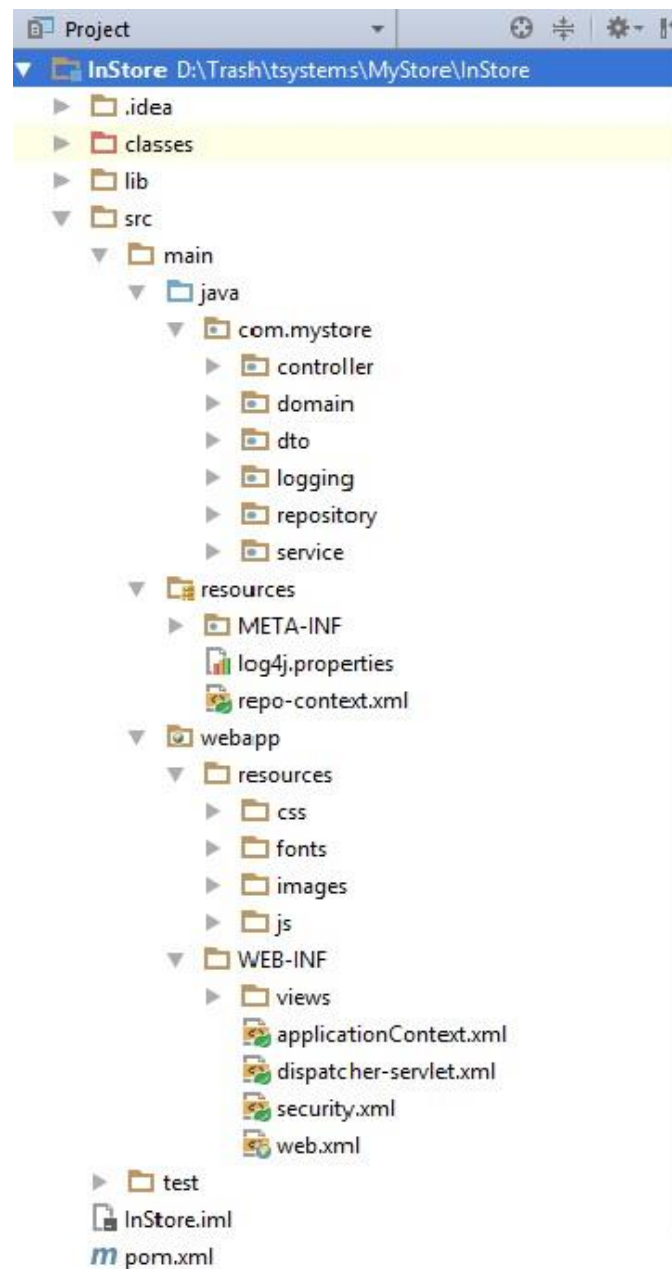 Project
InStore D:\Trash\tsystems\MyStore\InStore
.idea
classes
lib
src
main
java
com.mystore
controller
domain
dto
logging
repository
service
resources
META-INF
log4j.properties
repo-context.xml
webapp
resources
css
fonts
images
js
WEB-INF
views
applicationContext.xml
dispatcher-servlet.xml
security.xml
web.xml
test
InStore.iml
m pom.xml